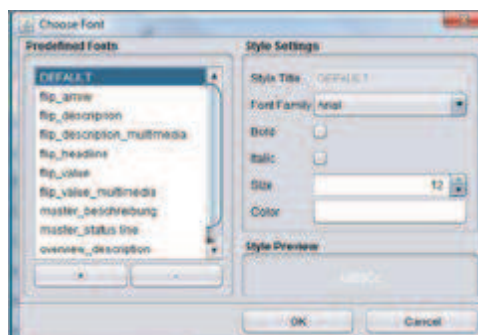 Choose Font
Predefined Fonts
DEFAULT
flip_arrow
flip_description
flip_description_multimedia
flip_headline
flip_value
flip_value_multimedia
master_beschreibung
master_status line
overview_description
+
-
Style Settings
Style Title DEFAULT
Font Family Arial
Bold
Italic
Size 12
Color
Style Preview
OK
Cancel